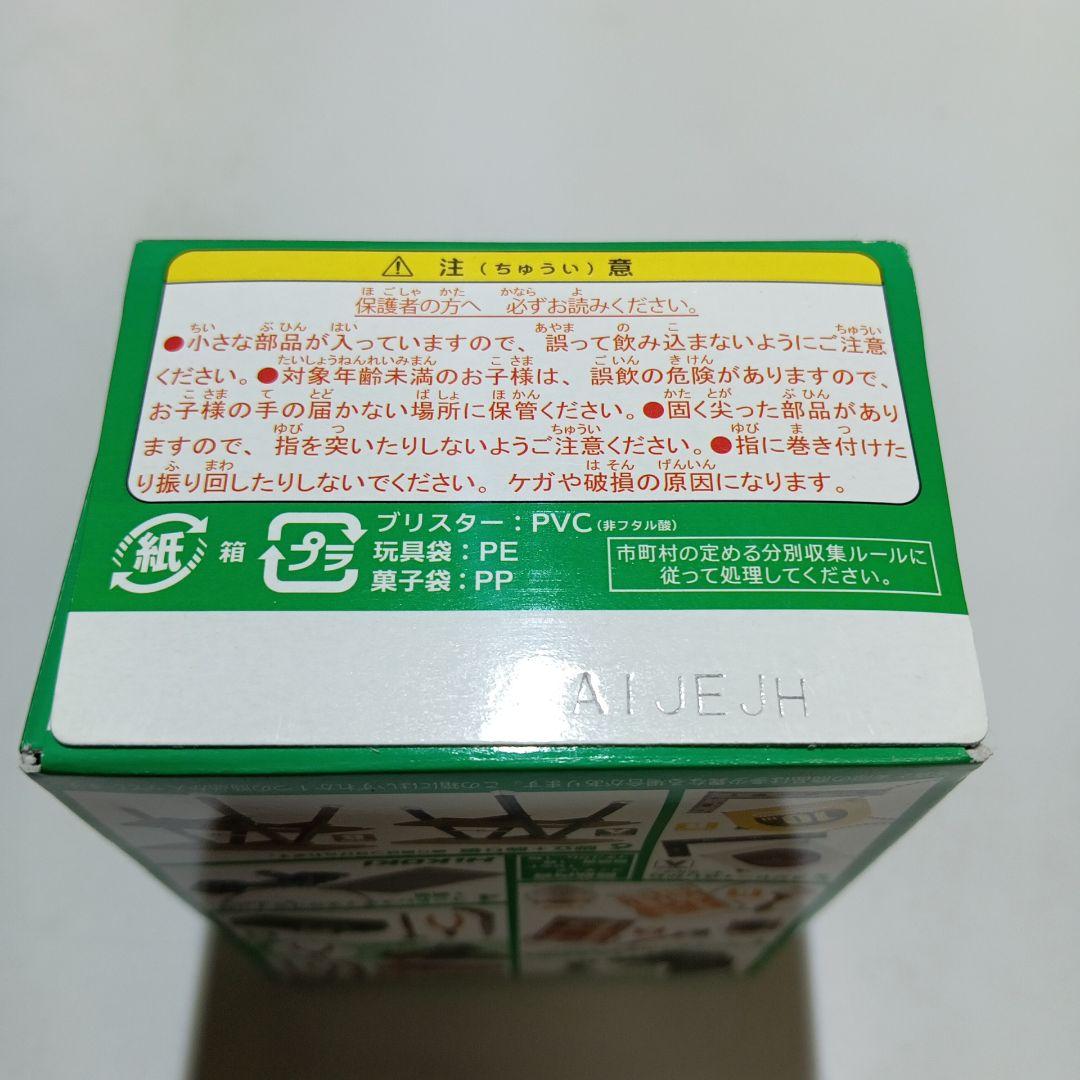 ⚠ 注（ちゅうい）意
ほごしゃ かた かなら よ
保護者の方へ 必ずお読みください。
ちい ぶひん はい あやま の こ ちゅうい
●小さな部品が入っていますので、誤って飲み込まないようにご注意
たいしょうねんれいみまん こさま ごいん きけん
ください。●対象年齢未満のお子様は、誤飲の危険がありますので、
こさま て とど ばしょ ほかん かた とが ぶひん
お子様の手の届かない場所に保管ください。●固く尖った部品があり
ゆび つ ちゅうい ゆび ま つ
ますので、指を突いたりしないようご注意ください。●指に巻き付けた
ふ まわ はそん げんいん
り振り回したりしないでください。ケガや破損の原因になります。
紙 箱
プラ
ブリスター：PVC（非フタル酸）
玩具袋：PE
菓子袋：PP
市町村の定める分別収集ルールに
従って処理してください。
AIJEJH
HiKOKI